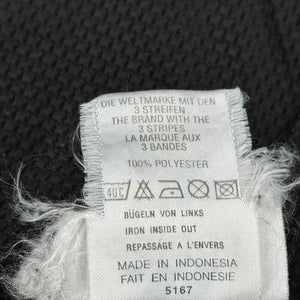 DIE WELTMARKE MIT DEN
3 STREIFEN
THE BRAND WITH THE
3 STRIPES
LA MARQUE AUX
3 BANDES
100% POLYESTER
40°C
BÜGELN VON LINKS
IRON INSIDE OUT
REPASSAGE A L'ENVERS
MADE IN INDONESIA
FAIT EN INDONESIE
5167